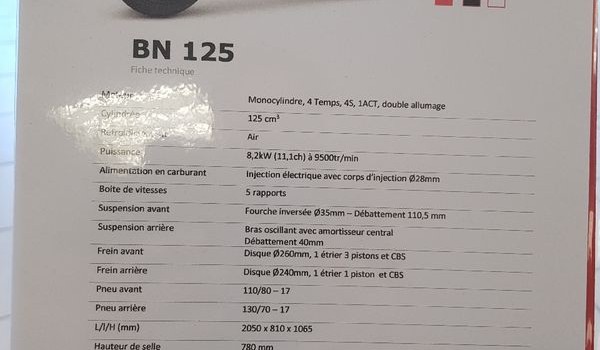 BN 125
Fiche technique
Moteur Monocylindre, 4 Temps, 4S, 1ACT, double allumage
Cylindrée 125 cm³
Air
Puissance 8,2kW (11,1ch) à 9500tr/min
Alimentation en carburant Injection électrique avec corps d'injection Ø28mm
Boite de vitesses 5 rapports
Suspension avant Fourche inversée Ø35mm – Débattement 110,5 mm
Suspension arrière Bras oscillant avec amortisseur central
Débattement 40mm
Frein avant Disque Ø260mm, 1 étrier 3 pistons et CBS
Frein arrière Disque Ø240mm, 1 étrier 1 piston et CBS
Pneu avant 110/80 – 17
Pneu arrière 130/70 – 17
L/l/H (mm) 2050 x 810 x 1065
Hauteur de selle 780 mm